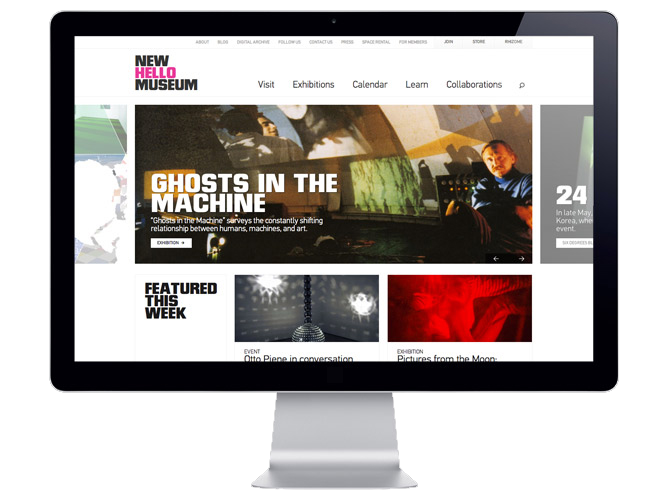 ABOUT BLOG DIGITAL ARCHIVE FOLLOW US CONTACT US PRESS SPACE RENTAL FOR MEMBERS JOIN STORE RHIZOME
NEW
HELLO
MUSEUM
Visit Exhibitions Calendar Learn Collaborations
GHOSTS IN THE
MACHINE
"Ghosts in the Machine" surveys the constantly shifting
relationship between humans, machines, and art.
EXHIBITION →
24
In late May,
Korea, whe
event.
SIX DEGREES BL
FEATURED
THIS
WEEK
EVENT
Otto Piene in conversation
EXHIBITION
Pictures from the Moon: